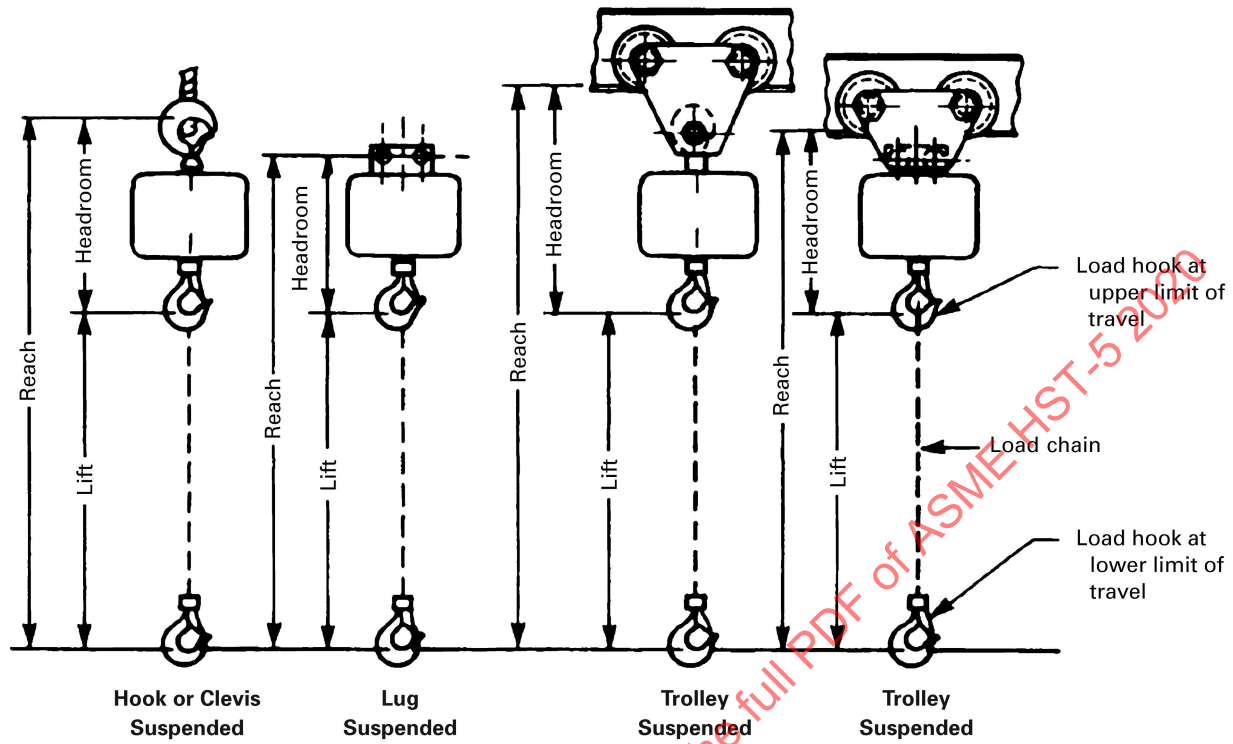 Reach
Headroom
Lift
Reach
Headroom
Lift
Reach
Headroom
Lift
Reach
Headroom
Lift
Load hook at
upper limit of
travel
Load chain
Load hook at
lower limit of
travel
Hook or Clevis
Suspended
Lug
Suspended
Trolley
Suspended
Trolley
Suspended
full PDF of ASME HST-5 2020